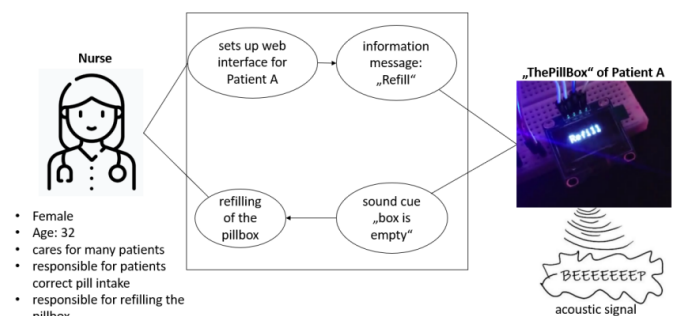 Nurse
sets up web
interface for
Patient A
information
message:
„Refill“
„ThePillBox“ of Patient A
Refill
refilling
of the
pillbox
sound cue
„box is
empty“
• Female
• Age: 32
• cares for many patients
• responsible for patients
correct pill intake
• responsible for refilling the
pillbox
BEEEEEEEP
acoustic signal